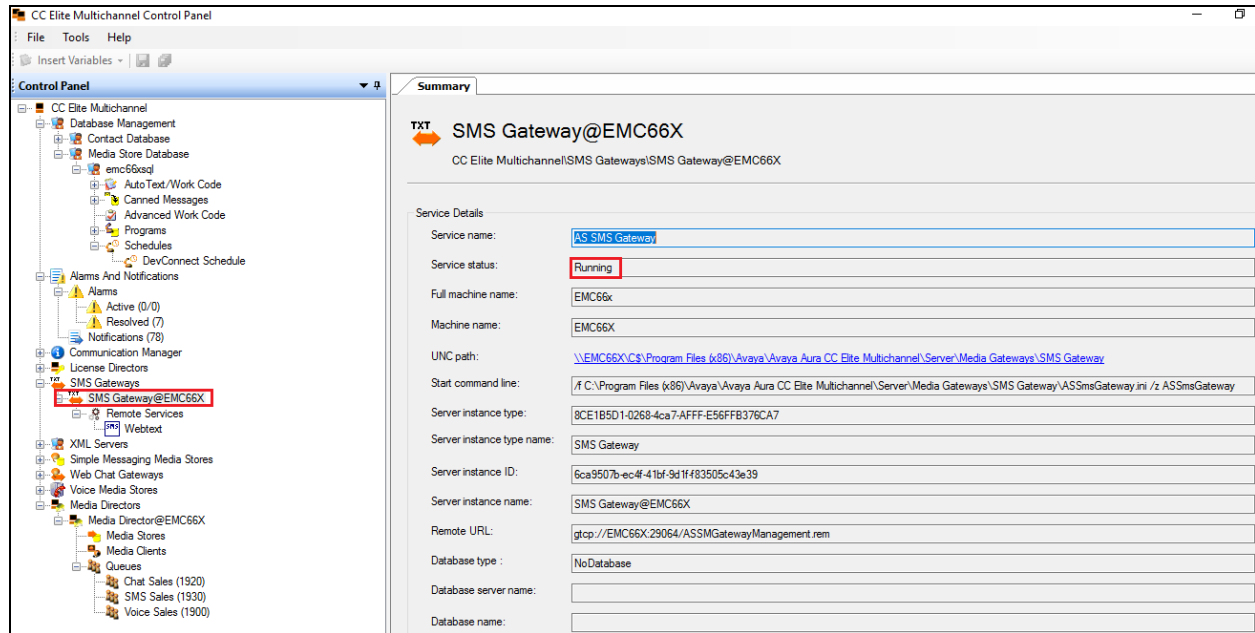 CC Elite Multichannel Control Panel
File Tools Help
Insert Variables
Control Panel
CC Elite Multichannel
Database Management
Contact Database
Media Store Database
emc66xsql
AutoText/Work Code
Canned Messages
Advanced Work Code
Programs
Schedules
DevConnect Schedule
Alarms And Notifications
Alarms
Active (0/0)
Resolved (7)
Notifications (78)
Communication Manager
License Directors
TXT SMS Gateways
SMS Gateway@EMC66X
Remote Services
SMS Webtext
XML Servers
Simple Messaging Media Stores
Web Chat Gateways
Voice Media Stores
Media Directors
Media Director@EMC66X
Media Stores
Media Clients
Queues
Chat Sales (1920)
SMS Sales (1930)
Voice Sales (1900)
Summary
TXT SMS Gateway@EMC66X
CC Elite Multichannel\SMS Gateways\SMS Gateway@EMC66X
Service Details
Service name: AS SMS Gateway
Service status: Running
Full machine name: EMC66x
Machine name: EMC66X
UNC path: \\EMC66X\C$\Program Files (x86)\Avaya\Avaya Aura CC Elite Multichannel\Server\Media Gateways\SMS Gateway
Start command line: /f C:\Program Files (x86)\Avaya\Avaya Aura CC Elite Multichannel\Server\Media Gateways\SMS Gateway\ASSmsGateway.ini /z ASSmsGateway
Server instance type: 8CE1B5D1-0268-4ca7-AFFF-E56FFB376CA7
Server instance type name: SMS Gateway
Server instance ID: 6ca9507b-ec4f-41bf-9d1f-f83505c43e39
Server instance name: SMS Gateway@EMC66X
Remote URL: gtcp://EMC66X:29064/ASSMGatewayManagement.rem
Database type : NoDatabase
Database server name:
Database name: